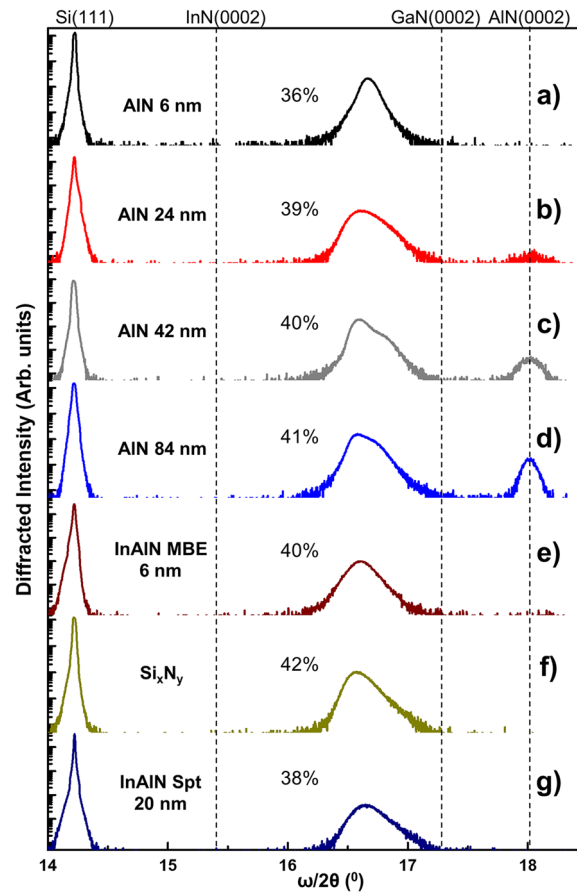 Si(111) InN(0002) GaN(0002) AlN(0002)
AlN 6 nm 36% a)
AlN 24 nm 39% b)
AlN 42 nm 40% c)
AlN 84 nm 41% d)
InAlN MBE
6 nm 40% e)
SixNy 42% f)
InAlN Spt
20 nm 38% g)
Diffracted Intensity (Arb. units)
14 15 16 17 18
ω/2θ (⁰)